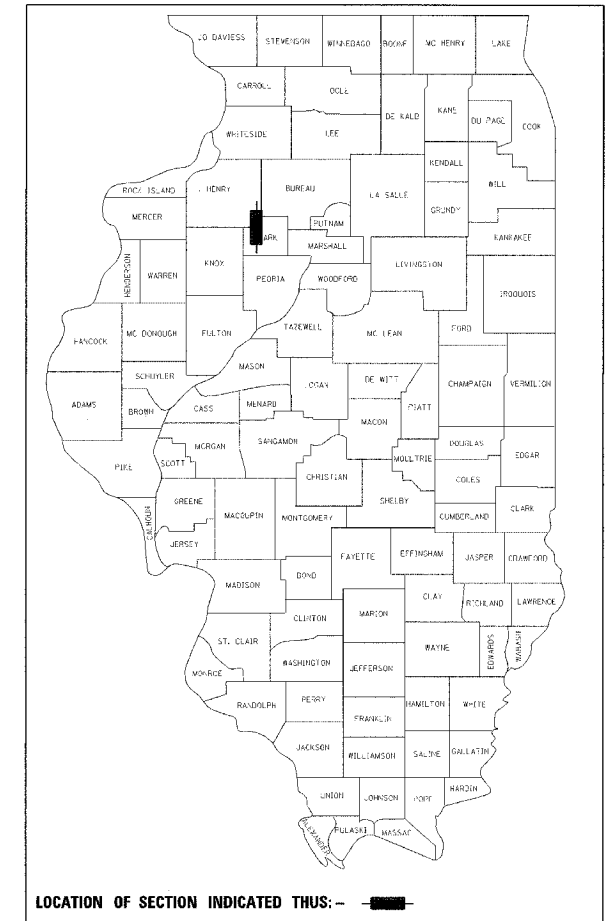 JO DAVIESS STEVENSON WINNEBAGO BOONE MC HENRY LAKE
CARROLL OGLE
DE KALB KANE DU PAGE COOK
WHITESIDE LEE
KENDALL WILL
ROCK ISLAND HENRY BUREAU LA SALLE
MERCER PUTNAM GRUNDY
ARK MARSHALL KANKAKEE
HENDERSON WARREN KNOX PEORIA WOODFORD LIVINGSTON
IROQUOIS
HANCOCK MC DONOUGH FULTON TAZEWELL MC LEAN FORD
MASON
SCHUYLER LOGAN DE WITT CHAMPAIGN VERMILION
ADAMS BROWN CASS MENARD PIATT
MACON
MORGAN SANGAMON DOUGLAS
PIKE SCOTT MOULTRIE EDGAR
CHRISTIAN COLES
GREENE MACOUPIN MONTGOMERY SHELBY
CALHOUN CUMBERLAND CLARK
JERSEY FAYETTE EFFINGHAM JASPER CRAWFORD
MADISON BOND
CLAY RICHLAND LAWRENCE
CLINTON MARION
ST. CLAIR WAYNE EDWARDS WABASH
WASHINGTON JEFFERSON
MONROE
RANDOLPH PERRY HAMILTON WHITE
FRANKLIN
JACKSON WILLIAMSON SALINE GALLATIN
UNION JOHNSON POPE HARDIN
ALEXANDER PULASKI MASSAC
LOCATION OF SECTION INDICATED THUS: -